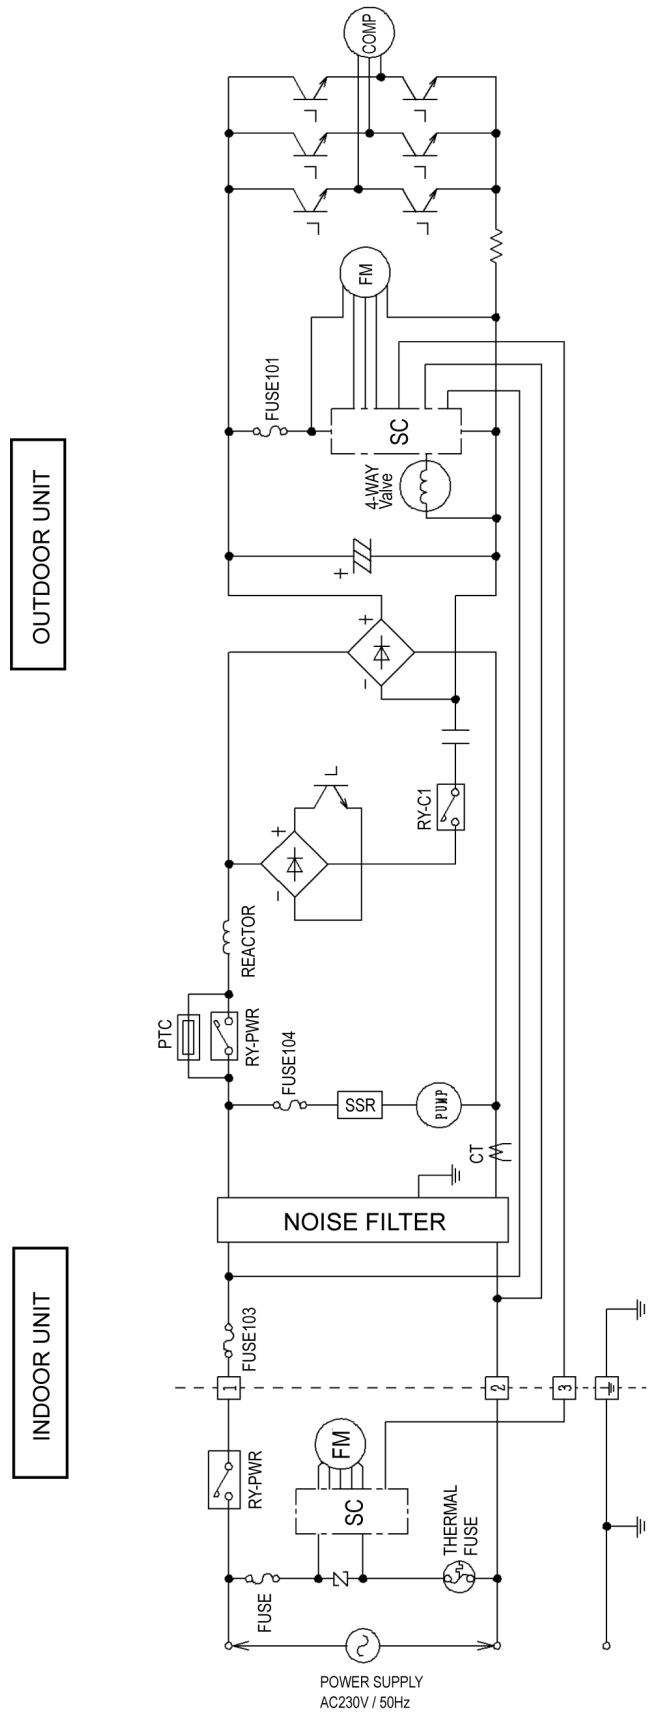 COMP
FM
FUSE101
SC
4-WAY
Valve
+
OUTDOOR UNIT
+
-
RY-C1
+
-
REACTOR
PTC
RY-PWR
FUSE104
SSR
PUMP
CT
NOISE FILTER
INDOOR UNIT
FUSE103
1
2
3
FM
RY-PWR
SC
THERMAL
FUSE
Z
FUSE
POWER SUPPLY
AC230V / 50Hz